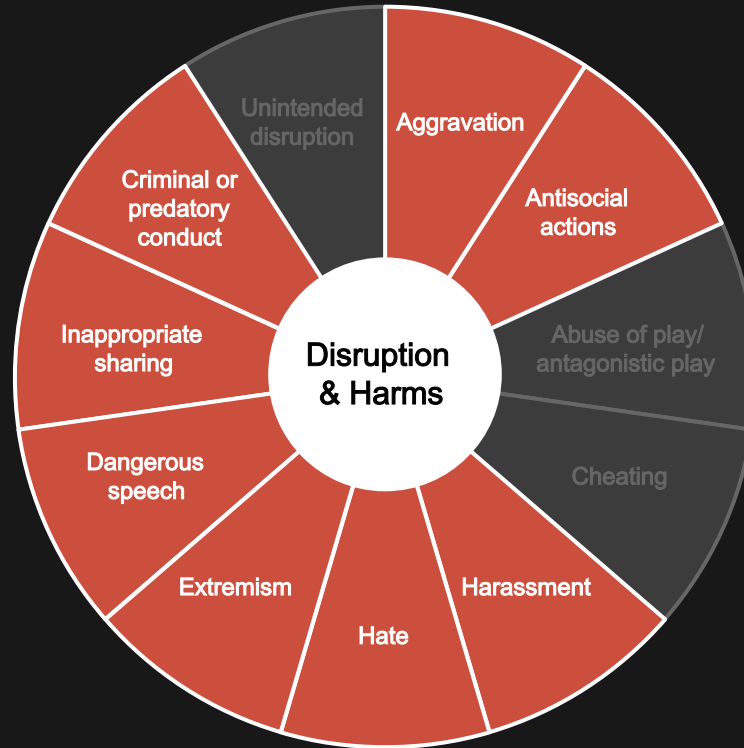 Disruption
& Harms
Aggravation
Antisocial
actions
Abuse of play/
antagonistic play
Cheating
Harassment
Hate
Extremism
Dangerous
speech
Inappropriate
sharing
Criminal or
predatory
conduct
Unintended
disruption